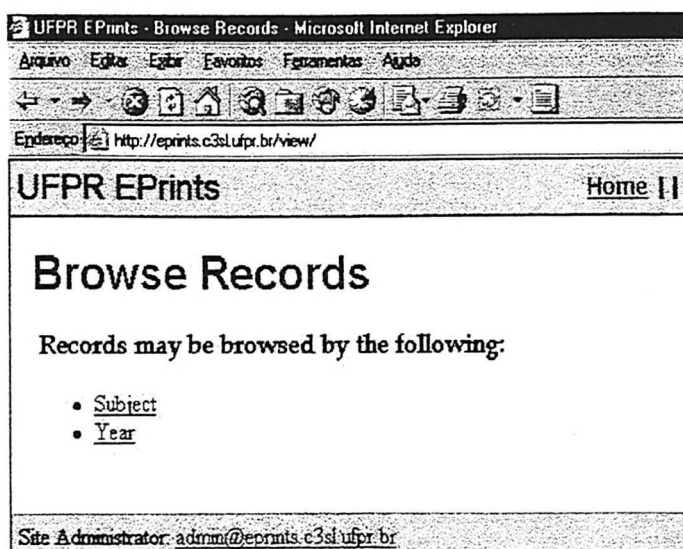 UFPR EPrints - Browse Records - Microsoft Internet Explorer
Arquivo Editar Exibir Favoritos Ferramentas Ajuda
Endereço http://eprints.c3sl.ufpr.br/view/
UFPR EPrints Home ||
Browse Records
Records may be browsed by the following:
• Subject
• Year
Site Administrator: admin@eprints.c3sl.ufpr.br